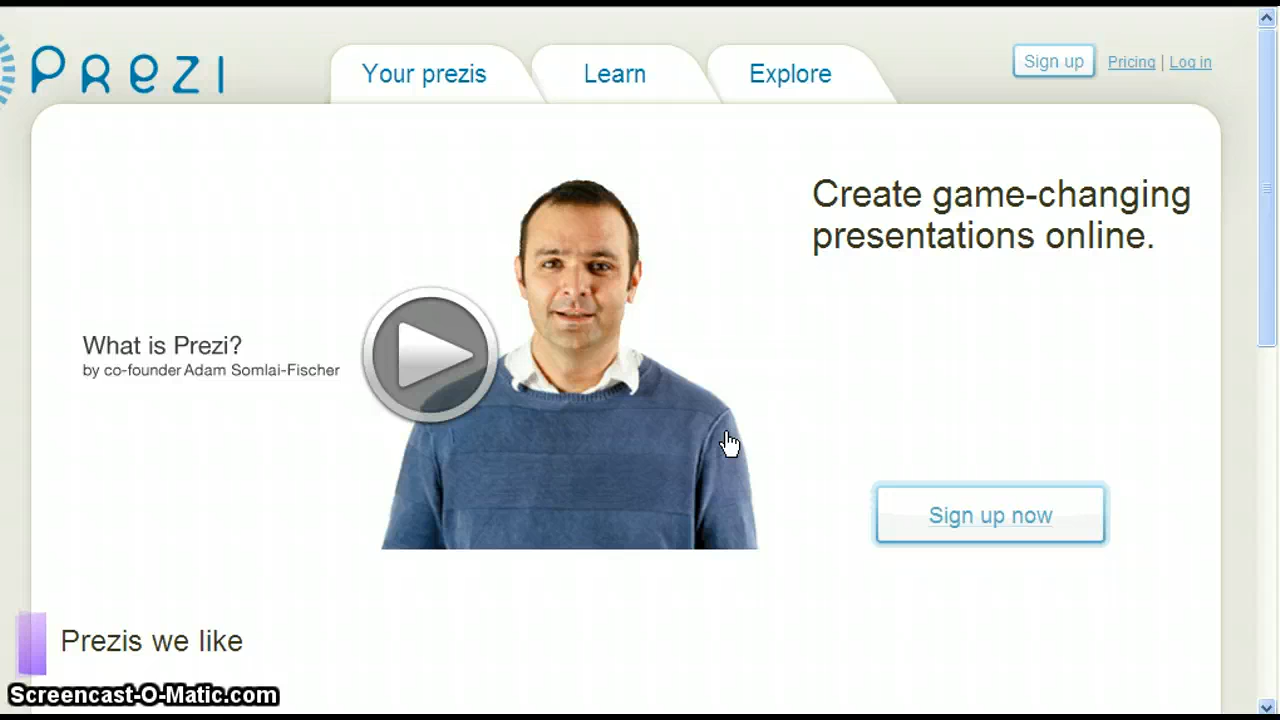 PREZI
Your prezis
Learn
Explore
Sign up
Pricing | Log in
Create game-changing
presentations online.
What is Prezi?
by co-founder Adam Somlai-Fischer
Sign up now
Prezis we like
Screencast-O-Matic.com